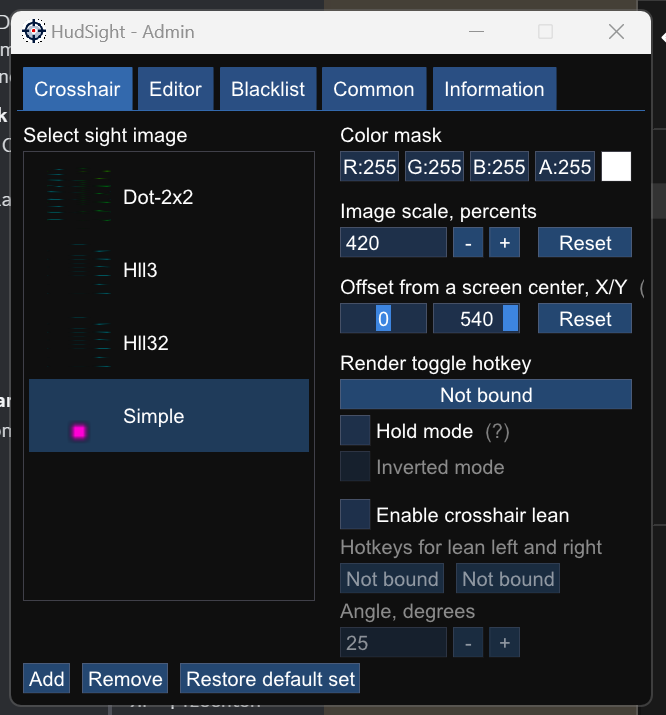 HudSight - Admin
Crosshair Editor Blacklist Common Information
Select sight image
Dot-2x2
Hll3
Hll32
Simple
Add Remove Restore default set
Color mask
R:255 G:255 B:255 A:255
Image scale, percents
420 - + Reset
Offset from a screen center, X/Y (
0 540 Reset
Render toggle hotkey
Not bound
Hold mode (?)
Inverted mode
Enable crosshair lean
Hotkeys for lean left and right
Not bound Not bound
Angle, degrees
25 - +